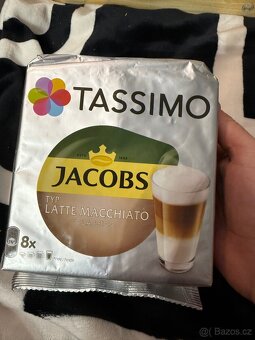 TASSIMO
JACOBS
TYP
LATTE MACCHIATO
8x
© Bazos.cz